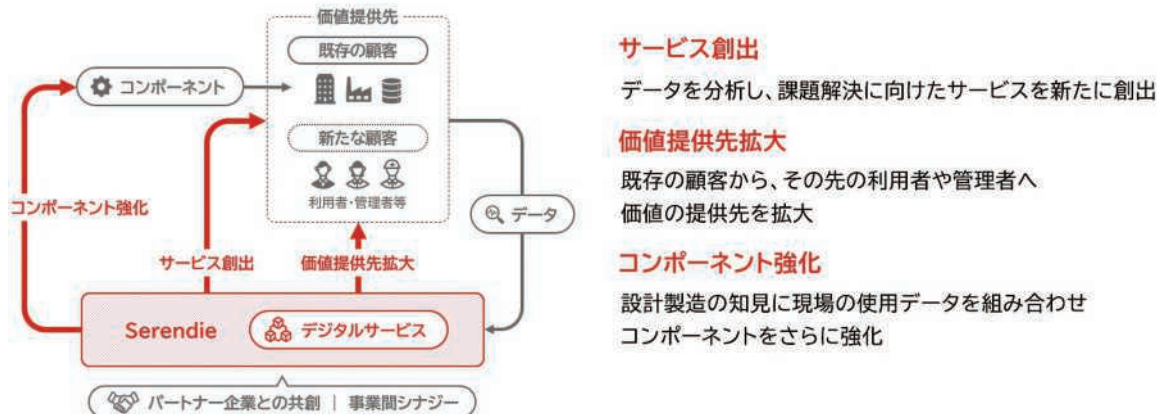 価値提供先
既存の顧客
コンポーネント
新たな顧客
利用者・管理者等
データ
コンポーネント強化
サービス創出
価値提供先拡大
Serendie
デジタルサービス
パートナー企業との共創 | 事業間シナジー
サービス創出
データを分析し、課題解決に向けたサービスを新たに創出
価値提供先拡大
既存の顧客から、その先の利用者や管理者へ
価値の提供先を拡大
コンポーネント強化
設計製造の知見に現場の使用データを組み合わせ
コンポーネントをさらに強化